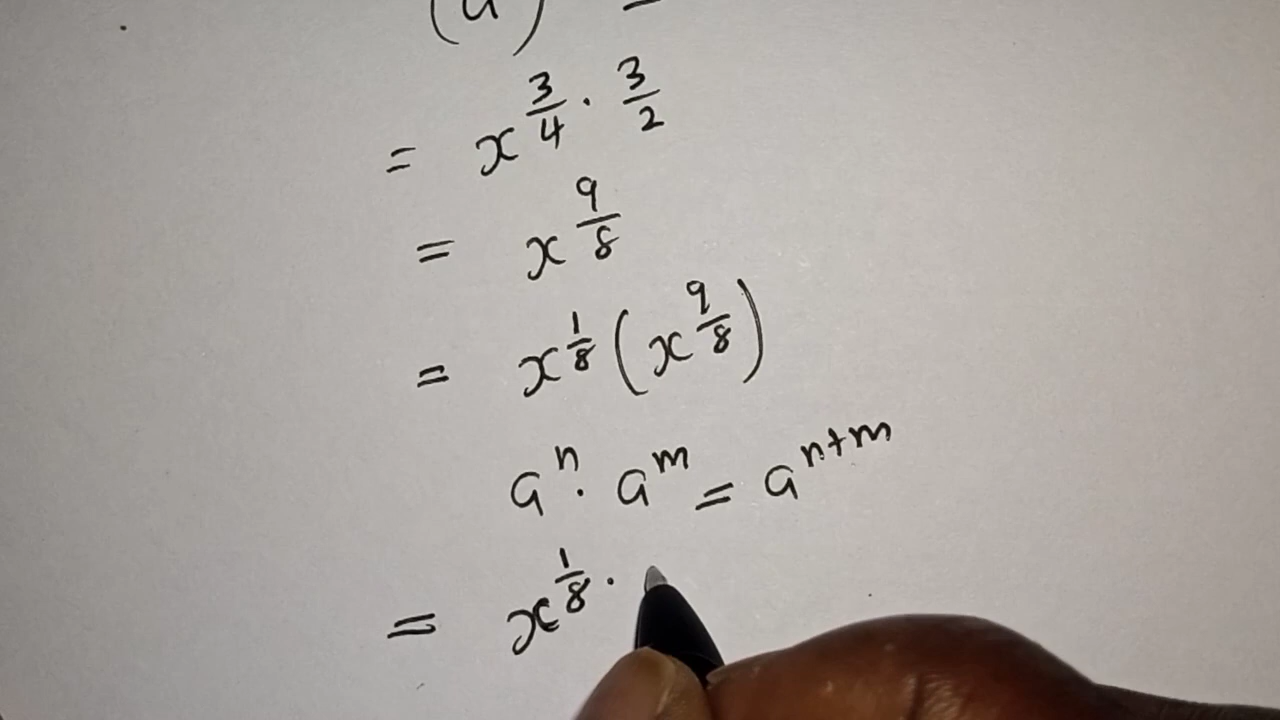 (a) =
= x^{3/4 · 3/2}
= x^{9/8}
= x^{1/8} (x^{9/8})
a^n · a^m = a^{n+m}
= x^{1/8} ·